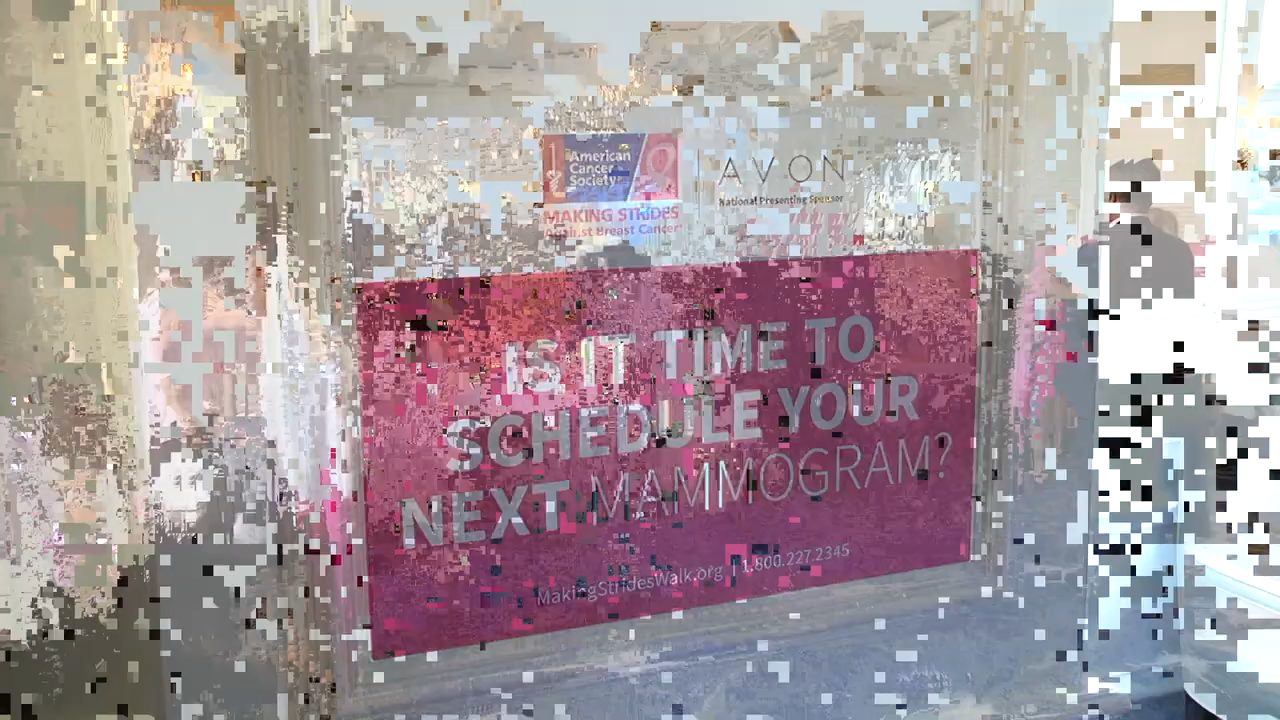 American
Cancer
Society
MAKING STRIDES
Against Breast Cancer
AVON
National Presenting Sponsor
IS IT TIME TO
SCHEDULE YOUR
NEXT MAMMOGRAM?
MakingStridesWalk.org | 1.800.227.2345